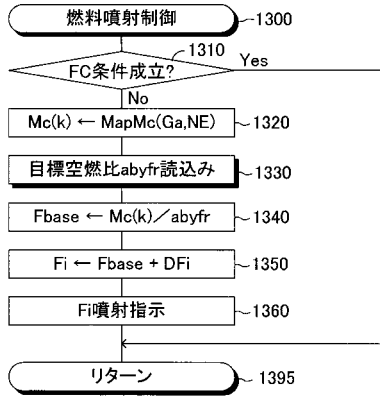 燃料噴射制御
1300
FC条件成立?
1310
Yes
No
Mc(k) ← MapMc(Ga,NE)
1320
目標空燃比abyfr読込み
1330
Fbase ← Mc(k)／abyfr
1340
Fi ← Fbase + DFi
1350
Fi噴射指示
1360
リターン
1395